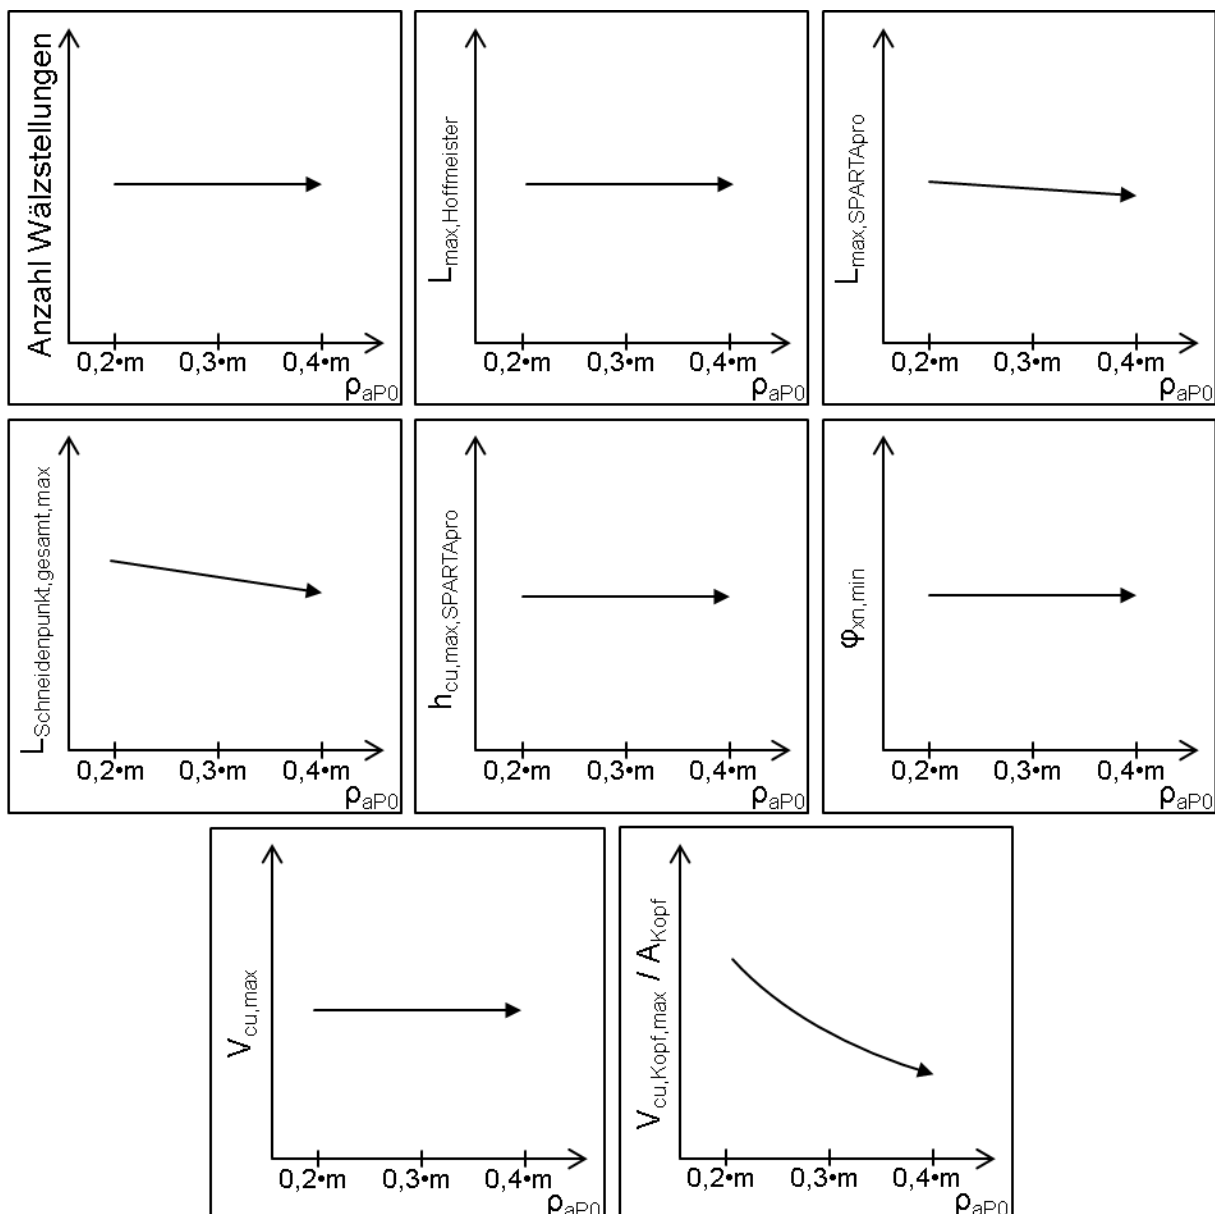 Anzahl Wälzstellungen
0,2•m 0,3•m 0,4•m
ρaP0
Lmax,Hoffmeister
0,2•m 0,3•m 0,4•m
ρaP0
Lmax,SPARTApro
0,2•m 0,3•m 0,4•m
ρaP0
LSchneidenpunkt,gesamt,max
0,2•m 0,3•m 0,4•m
ρaP0
hcu,max,SPARTApro
0,2•m 0,3•m 0,4•m
ρaP0
φxn,min
0,2•m 0,3•m 0,4•m
ρaP0
Vcu,max
0,2•m 0,3•m 0,4•m
ρaP0
Vcu,Kopf,max / AKopf
0,2•m 0,3•m 0,4•m
ρaP0